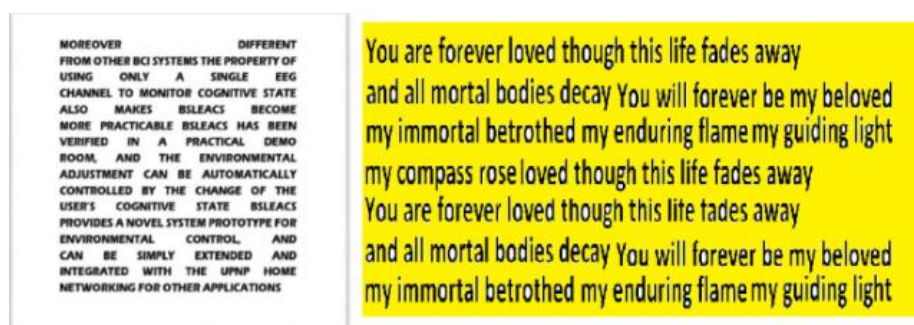 MOREOVER DIFFERENT
FROM OTHER BCI SYSTEMS THE PROPERTY OF
USING ONLY A SINGLE EEG
CHANNEL TO MONITOR COGNITIVE STATE
ALSO MAKES BSLEACS BECOME
MORE PRACTICABLE BSLEACS HAS BEEN
VERIFIED IN A PRACTICAL DEMO
ROOM, AND THE ENVIRONMENTAL
ADJUSTMENT CAN BE AUTOMATICALLY
CONTROLLED BY THE CHANGE OF THE
USER'S COGNITIVE STATE BSLEACS
PROVIDES A NOVEL SYSTEM PROTOTYPE FOR
ENVIRONMENTAL CONTROL, AND
CAN BE SIMPLY EXTENDED AND
INTEGRATED WITH THE UPNP HOME
NETWORKING FOR OTHER APPLICATIONS
You are forever loved though this life fades away
and all mortal bodies decay You will forever be my beloved
my immortal betrothed my enduring flame my guiding light
my compass rose loved though this life fades away
You are forever loved though this life fades away
and all mortal bodies decay You will forever be my beloved
my immortal betrothed my enduring flame my guiding light